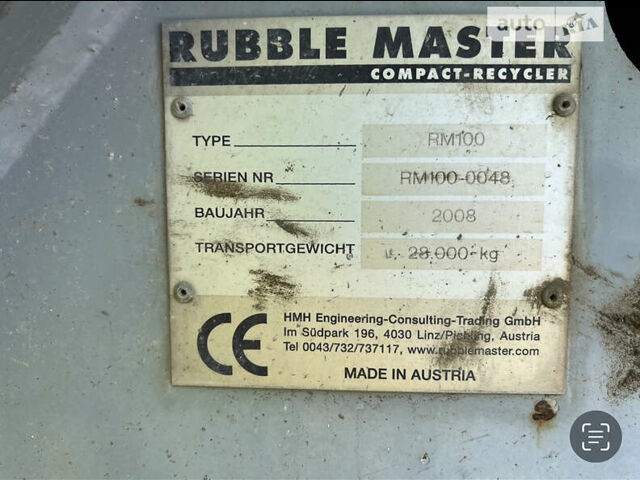 auto RIA
RUBBLE MASTER
COMPACT-RECYCLER
TYPE RM100
SERIEN NR RM100-0048
BAUJAHR 2008
TRANSPORTGEWICHT 28.000 kg
CE
HMH Engineering-Consulting-Trading GmbH
Im Südpark 196, 4030 Linz/Pichling, Austria
Tel 0043/732/737117, www.rubblemaster.com
MADE IN AUSTRIA